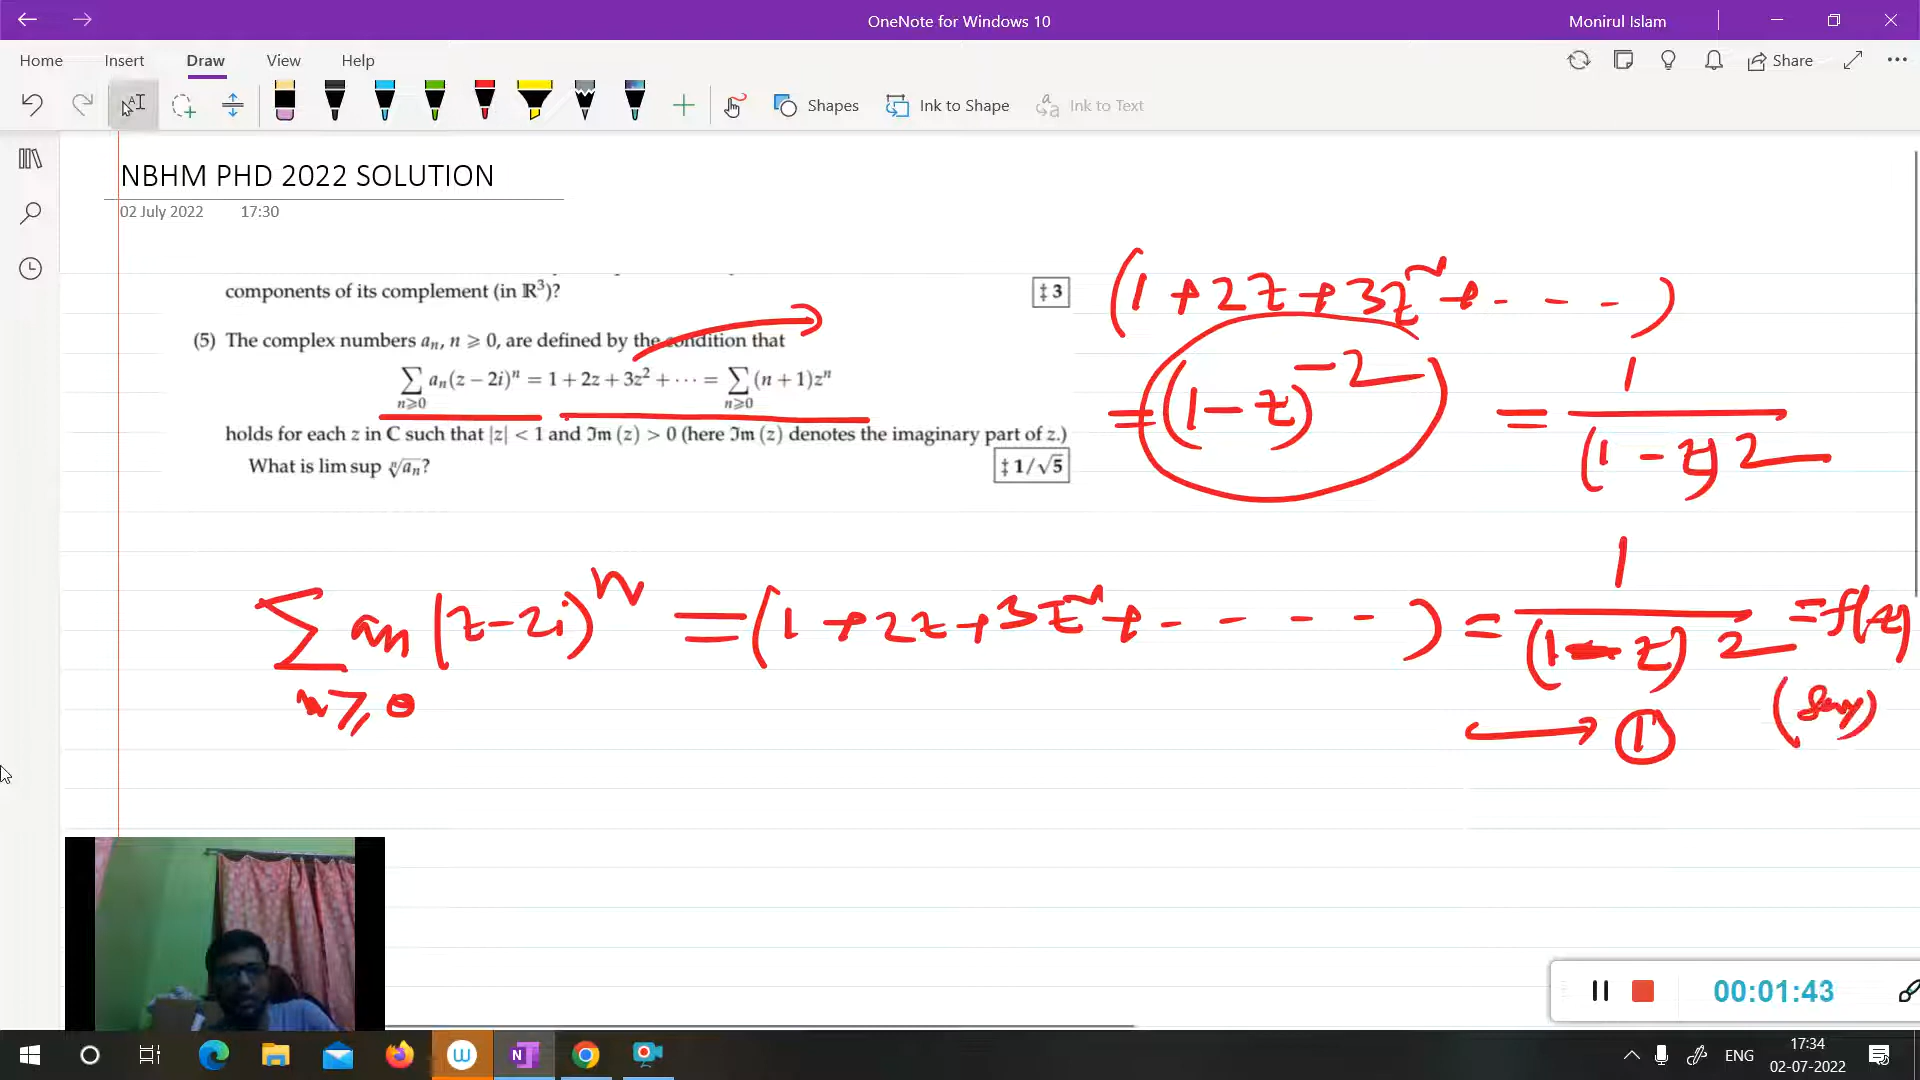 OneNote for Windows 10
Monirul Islam
Home Insert Draw View Help
Share
Shapes Ink to Shape Ink to Text
NBHM PHD 2022 SOLUTION
02 July 2022 17:30
components of its complement (in ℝ³)?
‡ 3
(5) The complex numbers aₙ, n ⩾ 0, are defined by the condition that
∑ₙ⩾₀ aₙ(z − 2i)ⁿ = 1 + 2z + 3z² + ⋯ = ∑ₙ⩾₀ (n + 1)zⁿ
holds for each z in C such that |z| < 1 and ℑm (z) > 0 (here ℑm (z) denotes the imaginary part of z.)
What is lim sup ⁿ√aₙ?
‡ 1/√5
(1 + 2z + 3z² + - - - -)
= (1 − z)⁻² = 1/(1 − z)²
∑ₙ⩾₀ aₙ (z − 2i)ⁿ = (1 + 2z + 3z² + - - - - -) = 1/(1 − z)² = f(z)
(say)
⟶ ①
00:01:43
17:34
ENG
02-07-2022